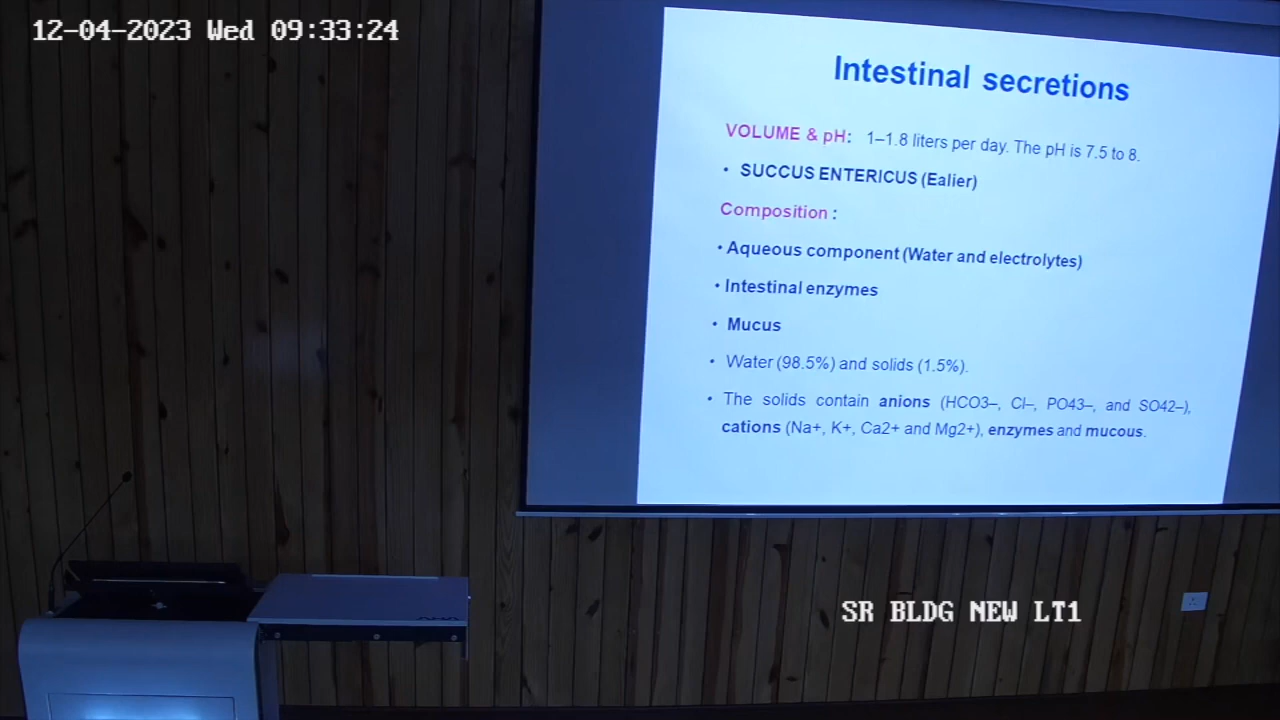 12-04-2023 Wed 09:33:24
Intestinal secretions
VOLUME & pH: 1–1.8 liters per day. The pH is 7.5 to 8.
• SUCCUS ENTERICUS (Ealier)
Composition :
• Aqueous component (Water and electrolytes)
• Intestinal enzymes
• Mucus
• Water (98.5%) and solids (1.5%).
• The solids contain anions (HCO3–, Cl–, PO43–, and SO42–),
cations (Na+, K+, Ca2+ and Mg2+), enzymes and mucous.
SR BLDG NEW LT1